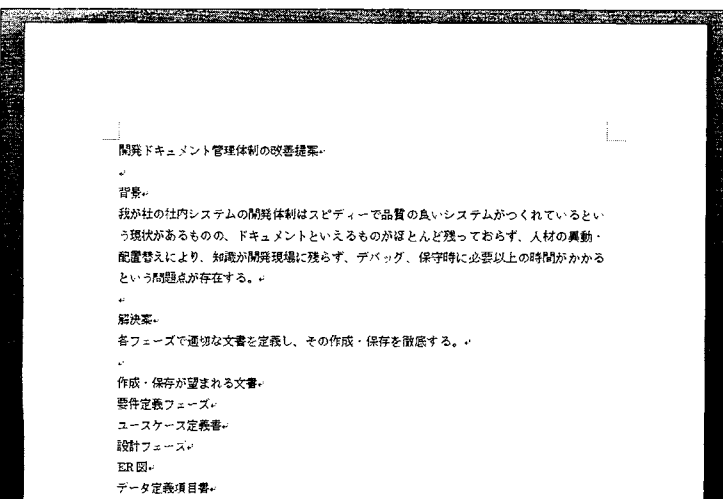 開発ドキュメント管理体制の改善提案
背景
我が社の社内システムの開発体制はスピディーで品質の良いシステムがつくれているとい
う現状があるものの、ドキュメントといえるものがほとんど残っておらず、人材の異動・
配置替えにより、知識が開発現場に残らず、デバッグ、保守時に必要以上の時間がかかる
という問題点が存在する。
解決案
各フェーズで適切な文書を定義し、その作成・保存を徹底する。
作成・保存が望まれる文書
要件定義フェーズ
ユースケース定義書
設計フェーズ
ER図
データ定義項目書